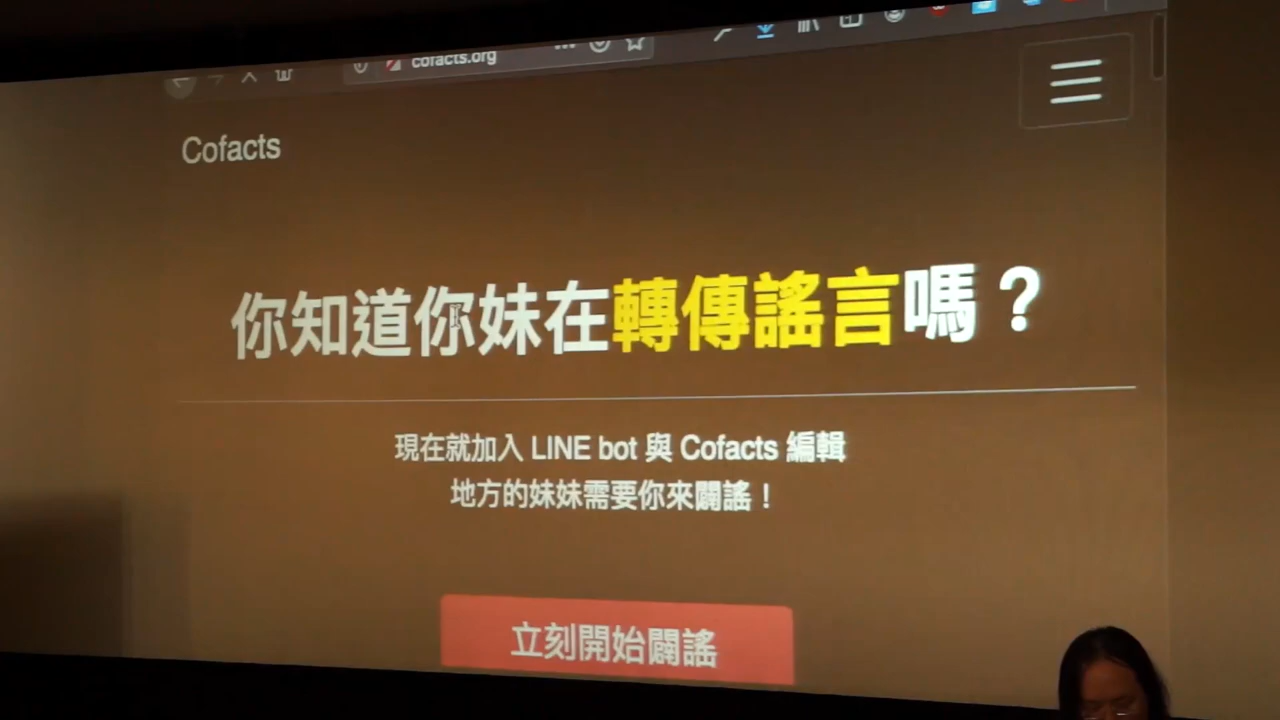 cofacts.org
Cofacts
你知道你妹在轉傳謠言嗎？
現在就加入 LINE bot 與 Cofacts 編輯
地方的妹妹需要你來闢謠！
立刻開始闢謠